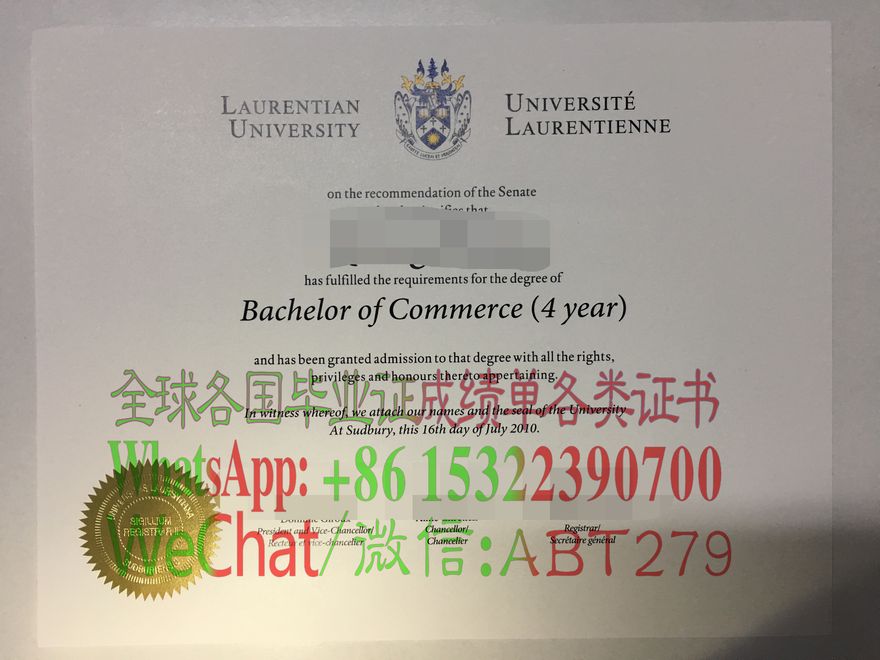 LAURENTIAN
UNIVERSITY
UNIVERSITÉ
LAURENTIENNE
on the recommendation of the Senate
that
has fulfilled the requirements for the degree of
Bachelor of Commerce (4 year)
and has been granted admission to that degree with all the rights,
privileges and honours thereto appertaining.
全球各国毕业证成绩单各类证书
In witness whereof, we attach our names and the seal of the University
At Sudbury, this 16th day of July 2010.
WhatsApp: +86 15322390700
President and Vice-Chancellor/
Recteur et vice-chancelier
Chancellor/
Chancelier
Registrar/
Secrétaire général
SIGILLIUM
WeChat/微信:ABT279